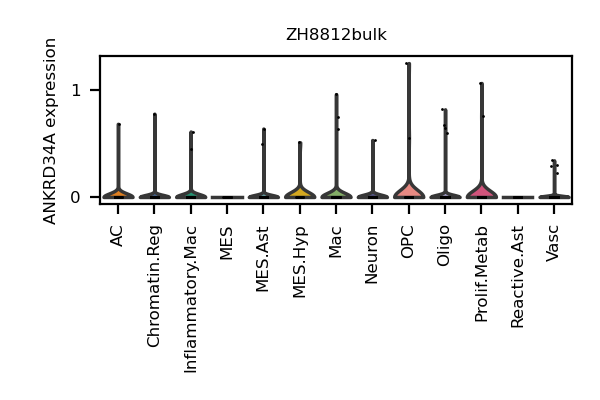 ZH8812bulk
ANKRD34A expression
1
0
AC
Chromatin.Reg
Inflammatory.Mac
MES
MES.Ast
MES.Hyp
Mac
Neuron
OPC
Oligo
Prolif.Metab
Reactive.Ast
Vasc